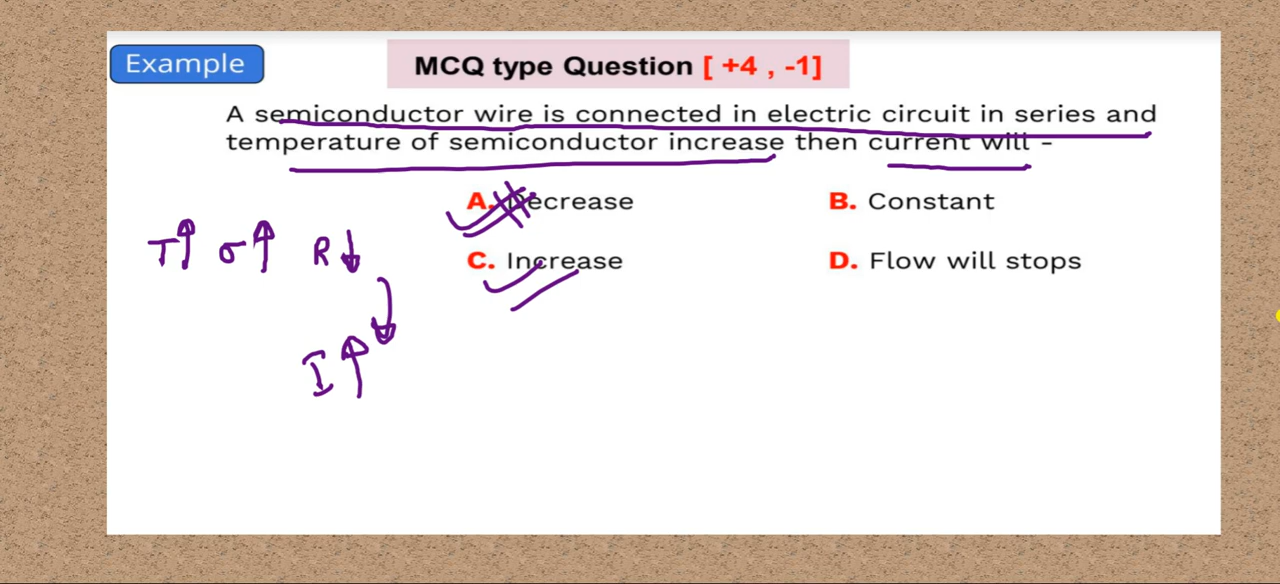 Example
MCQ type Question [ +4 , -1]
A semiconductor wire is connected in electric circuit in series and
temperature of semiconductor increase then current will -
A. Decrease
B. Constant
C. Increase
D. Flow will stops
T↑ σ↑ R↓
I↑